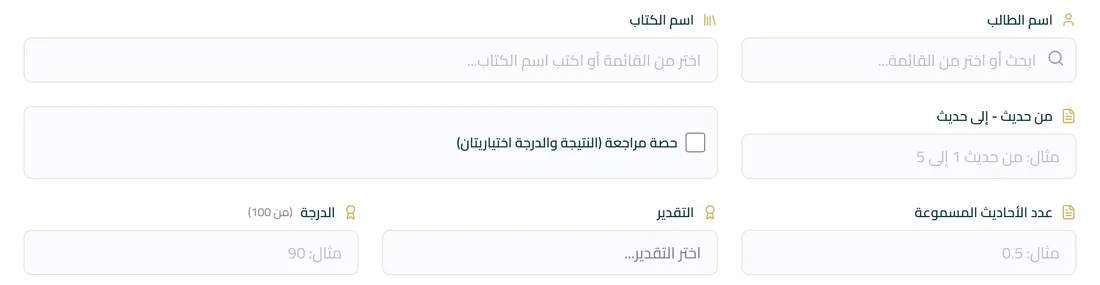 اسم الطالب
ابحث أو اختر من القائمة...
اسم الكتاب
اختر من القائمة أو اكتب اسم الكتاب...
من حديث - إلى حديث
مثال: من حديث 1 إلى 5
حصة مراجعة (النتيجة والدرجة اختياريتان)
عدد الأحاديث المسموعة
مثال: 0.5
التقدير
اختر التقدير...
الدرجة (من 100)
مثال: 90